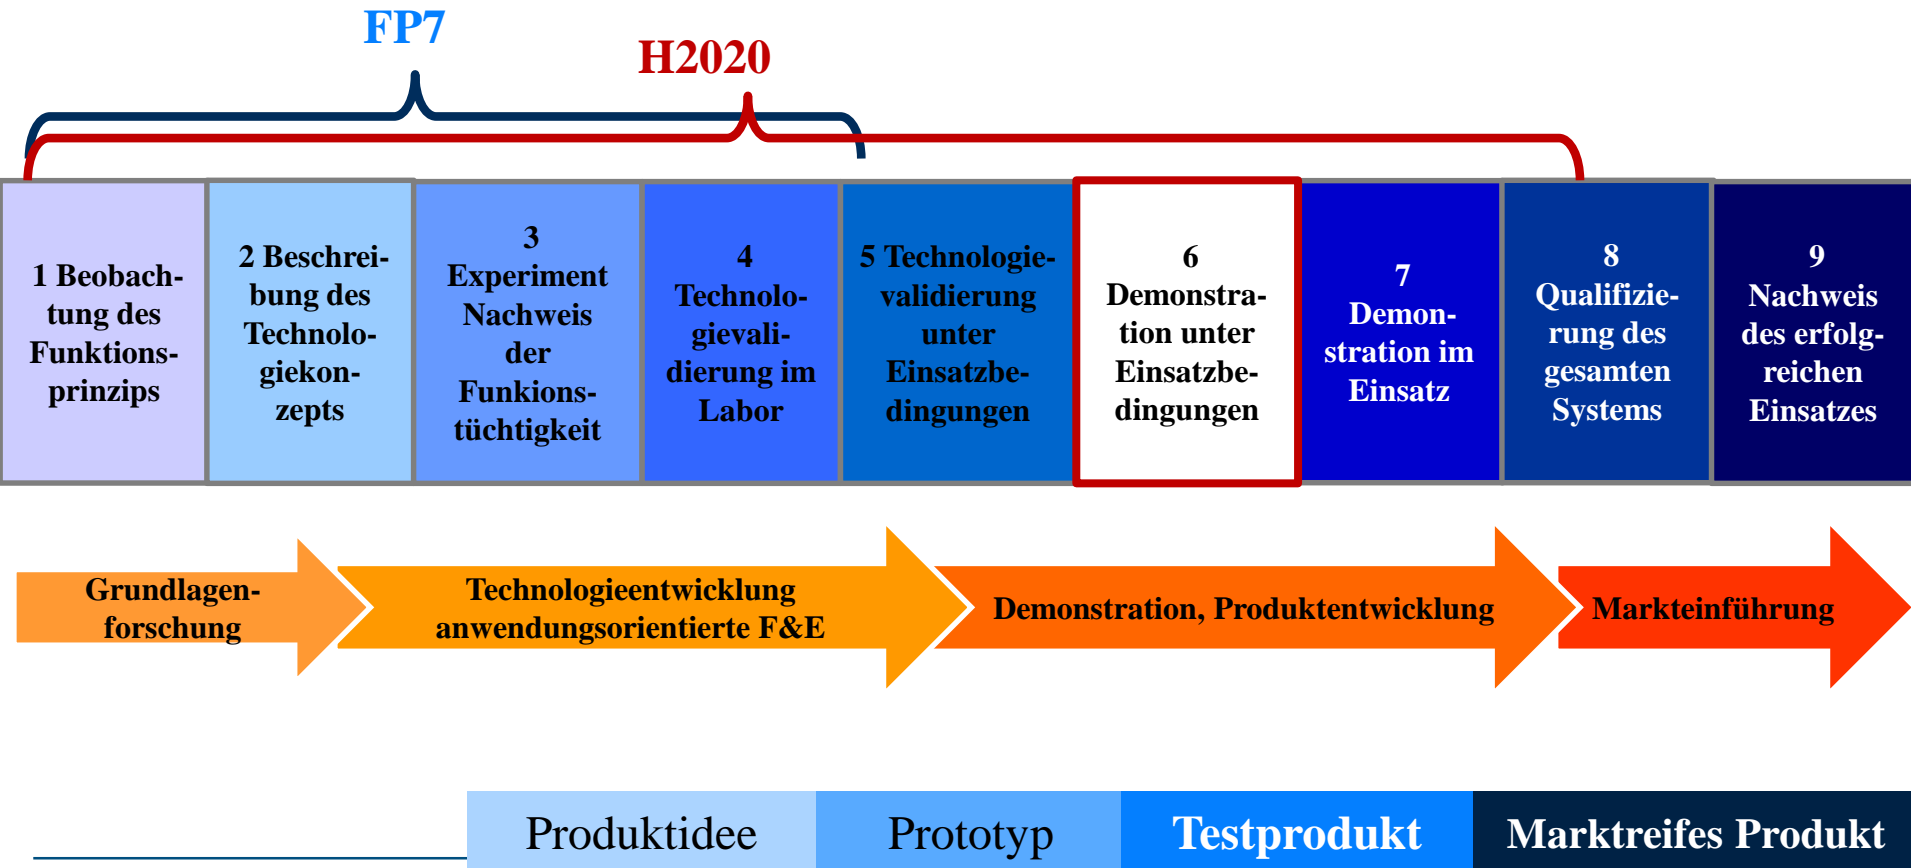 FP7
H2020
1 Beobach-
tung des
Funktions-
prinzips
2 Beschrei-
bung des
Technolo-
giekon-
zepts
3
Experiment
Nachweis
der
Funkions-
tüchtigkeit
4
Technolo-
gievali-
dierung im
Labor
5 Technologie-
validierung
unter
Einsatzbe-
dingungen
6
Demonstra-
tion unter
Einsatzbe-
dingungen
7
Demon-
stration im
Einsatz
8
Qualifizie-
rung des
gesamten
Systems
9
Nachweis
des erfolg-
reichen
Einsatzes
Grundlagen-
forschung
Technologieentwicklung
anwendungsorientierte F&E
Demonstration, Produktentwicklung
Markteinführung
Produktidee
Prototyp
Testprodukt
Marktreifes Produkt